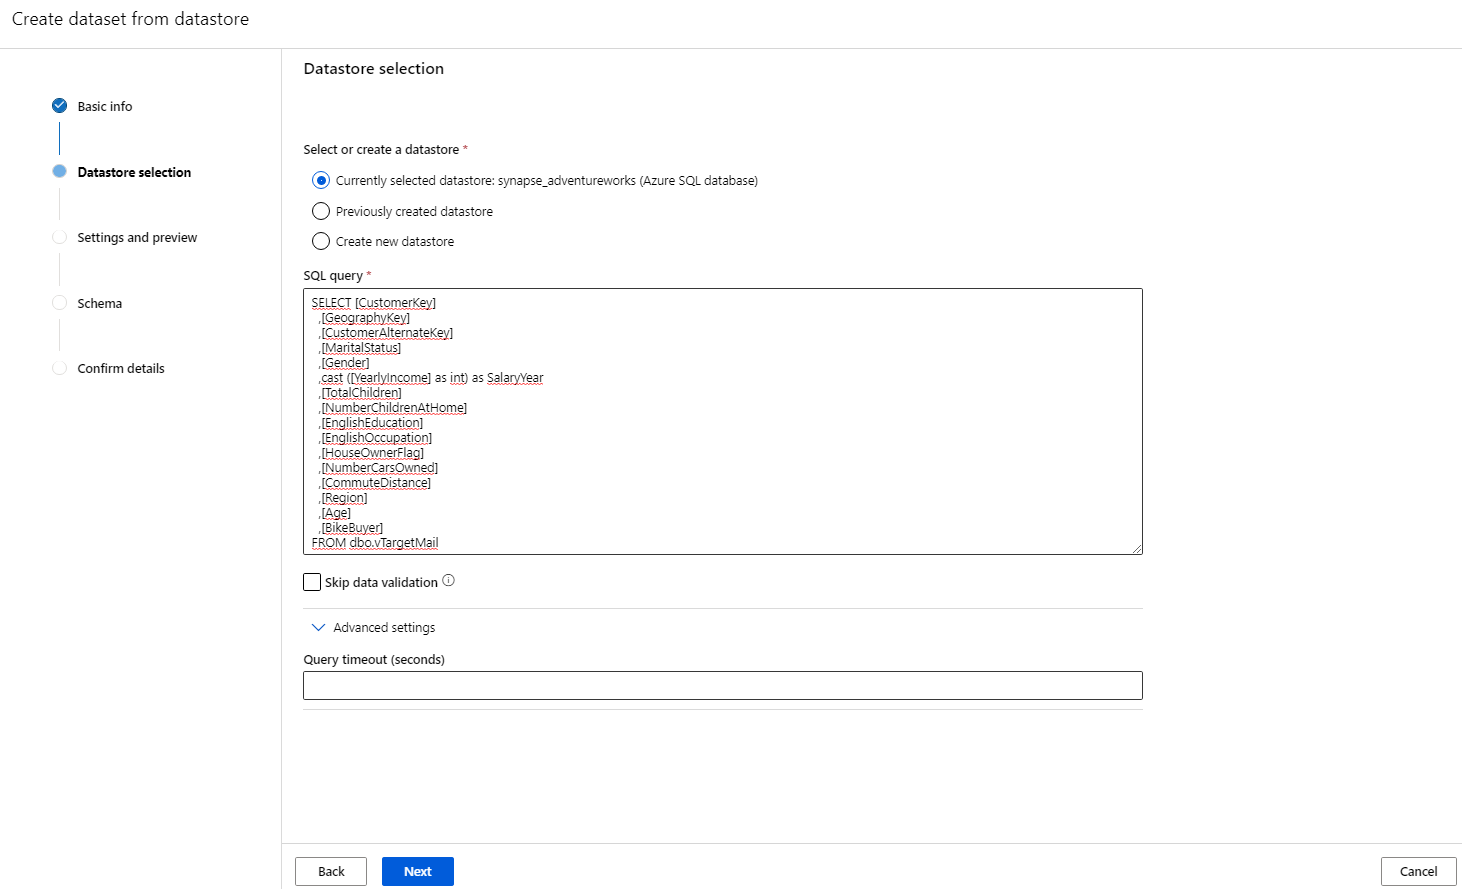 Create dataset from datastore
Basic info
Datastore selection
Settings and preview
Schema
Confirm details
Datastore selection
Select or create a datastore *
Currently selected datastore: synapse_adventureworks (Azure SQL database)
Previously created datastore
Create new datastore
SQL query *
SELECT [CustomerKey]
,[GeographyKey]
,[CustomerAlternateKey]
,[MaritalStatus]
,[Gender]
,cast ([YearlyIncome] as int) as SalaryYear
,[TotalChildren]
,[NumberChildrenAtHome]
,[EnglishEducation]
,[EnglishOccupation]
,[HouseOwnerFlag]
,[NumberCarsOwned]
,[CommuteDistance]
,[Region]
,[Age]
,[BikeBuyer]
FROM dbo.vTargetMail
Skip data validation
Advanced settings
Query timeout (seconds)
Back
Next
Cancel